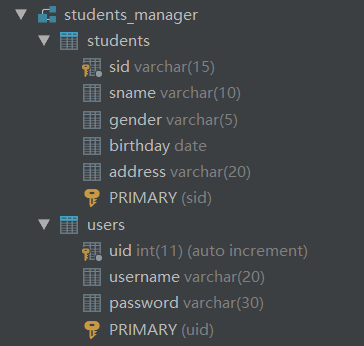 students_manager
students
sid varchar(15)
sname varchar(10)
gender varchar(5)
birthday date
address varchar(20)
PRIMARY (sid)
users
uid int(11) (auto increment)
username varchar(20)
password varchar(30)
PRIMARY (uid)